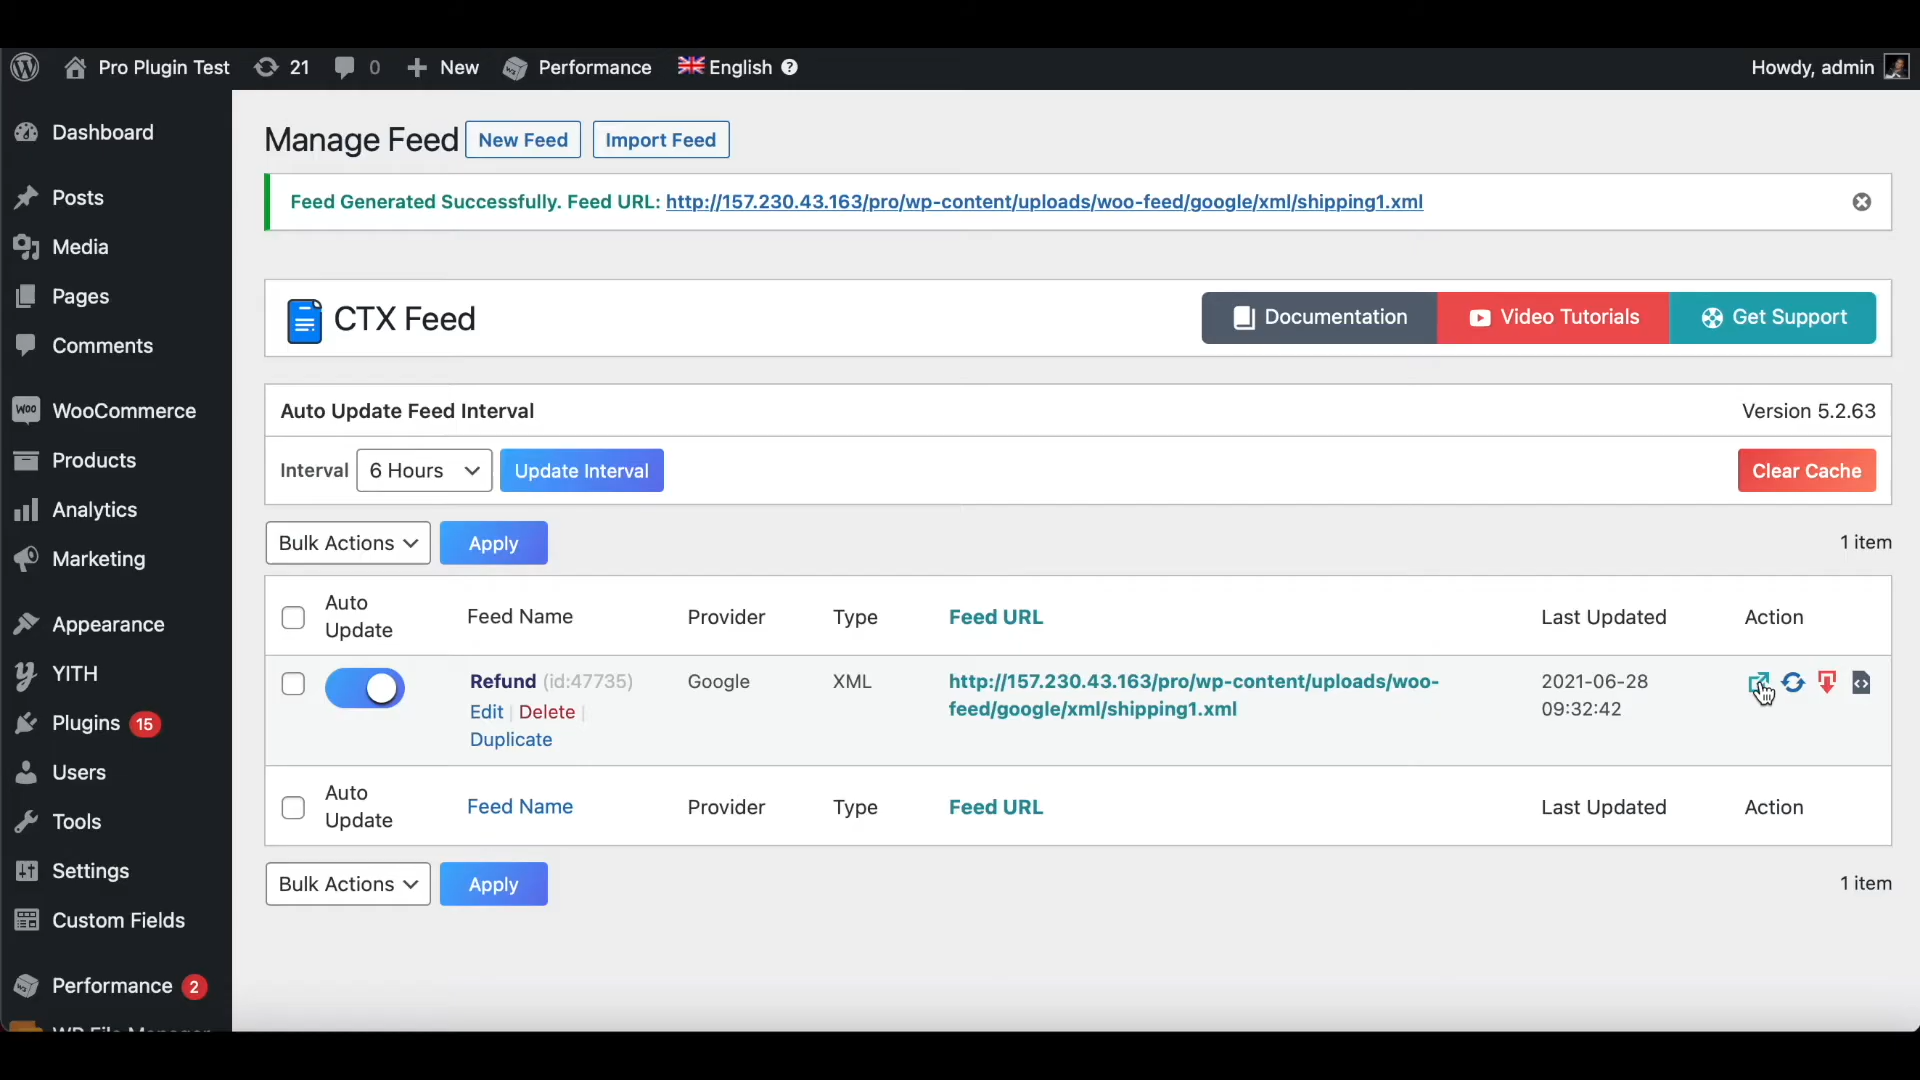 Pro Plugin Test 21 0 New Performance English Howdy, admin
Dashboard
Posts
Media
Pages
Comments
WooCommerce
Products
Analytics
Marketing
Appearance
YITH
Plugins 15
Users
Tools
Settings
Custom Fields
Performance 2
Manage Feed New Feed Import Feed
Feed Generated Successfully. Feed URL: http://157.230.43.163/pro/wp-content/uploads/woo-feed/google/xml/shipping1.xml
CTX Feed Documentation Video Tutorials Get Support
Auto Update Feed Interval Version 5.2.63
Interval 6 Hours Update Interval Clear Cache
Bulk Actions Apply 1 item
Auto Update Feed Name Provider Type Feed URL Last Updated Action
Refund (id:47735) Google XML http://157.230.43.163/pro/wp-content/uploads/woo- 2021-06-28
Edit | Delete | feed/google/xml/shipping1.xml 09:32:42
Duplicate
Auto Update Feed Name Provider Type Feed URL Last Updated Action
Bulk Actions Apply 1 item